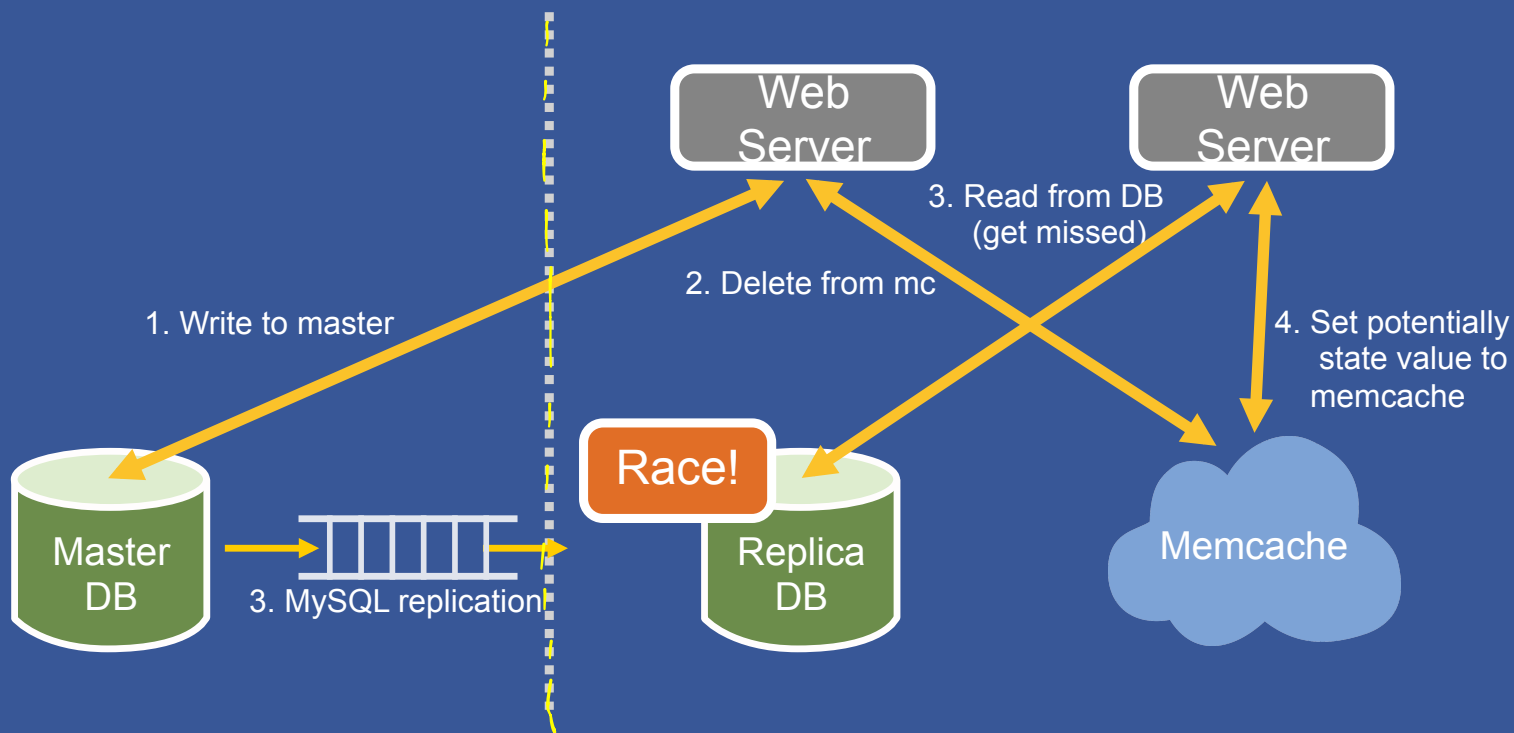 Web
Server
Web
Server
3. Read from DB
(get missed)
2. Delete from mc
1. Write to master
4. Set potentially
state value to
memcache
Race!
Master
DB
3. MySQL replication
Replica
DB
Memcache